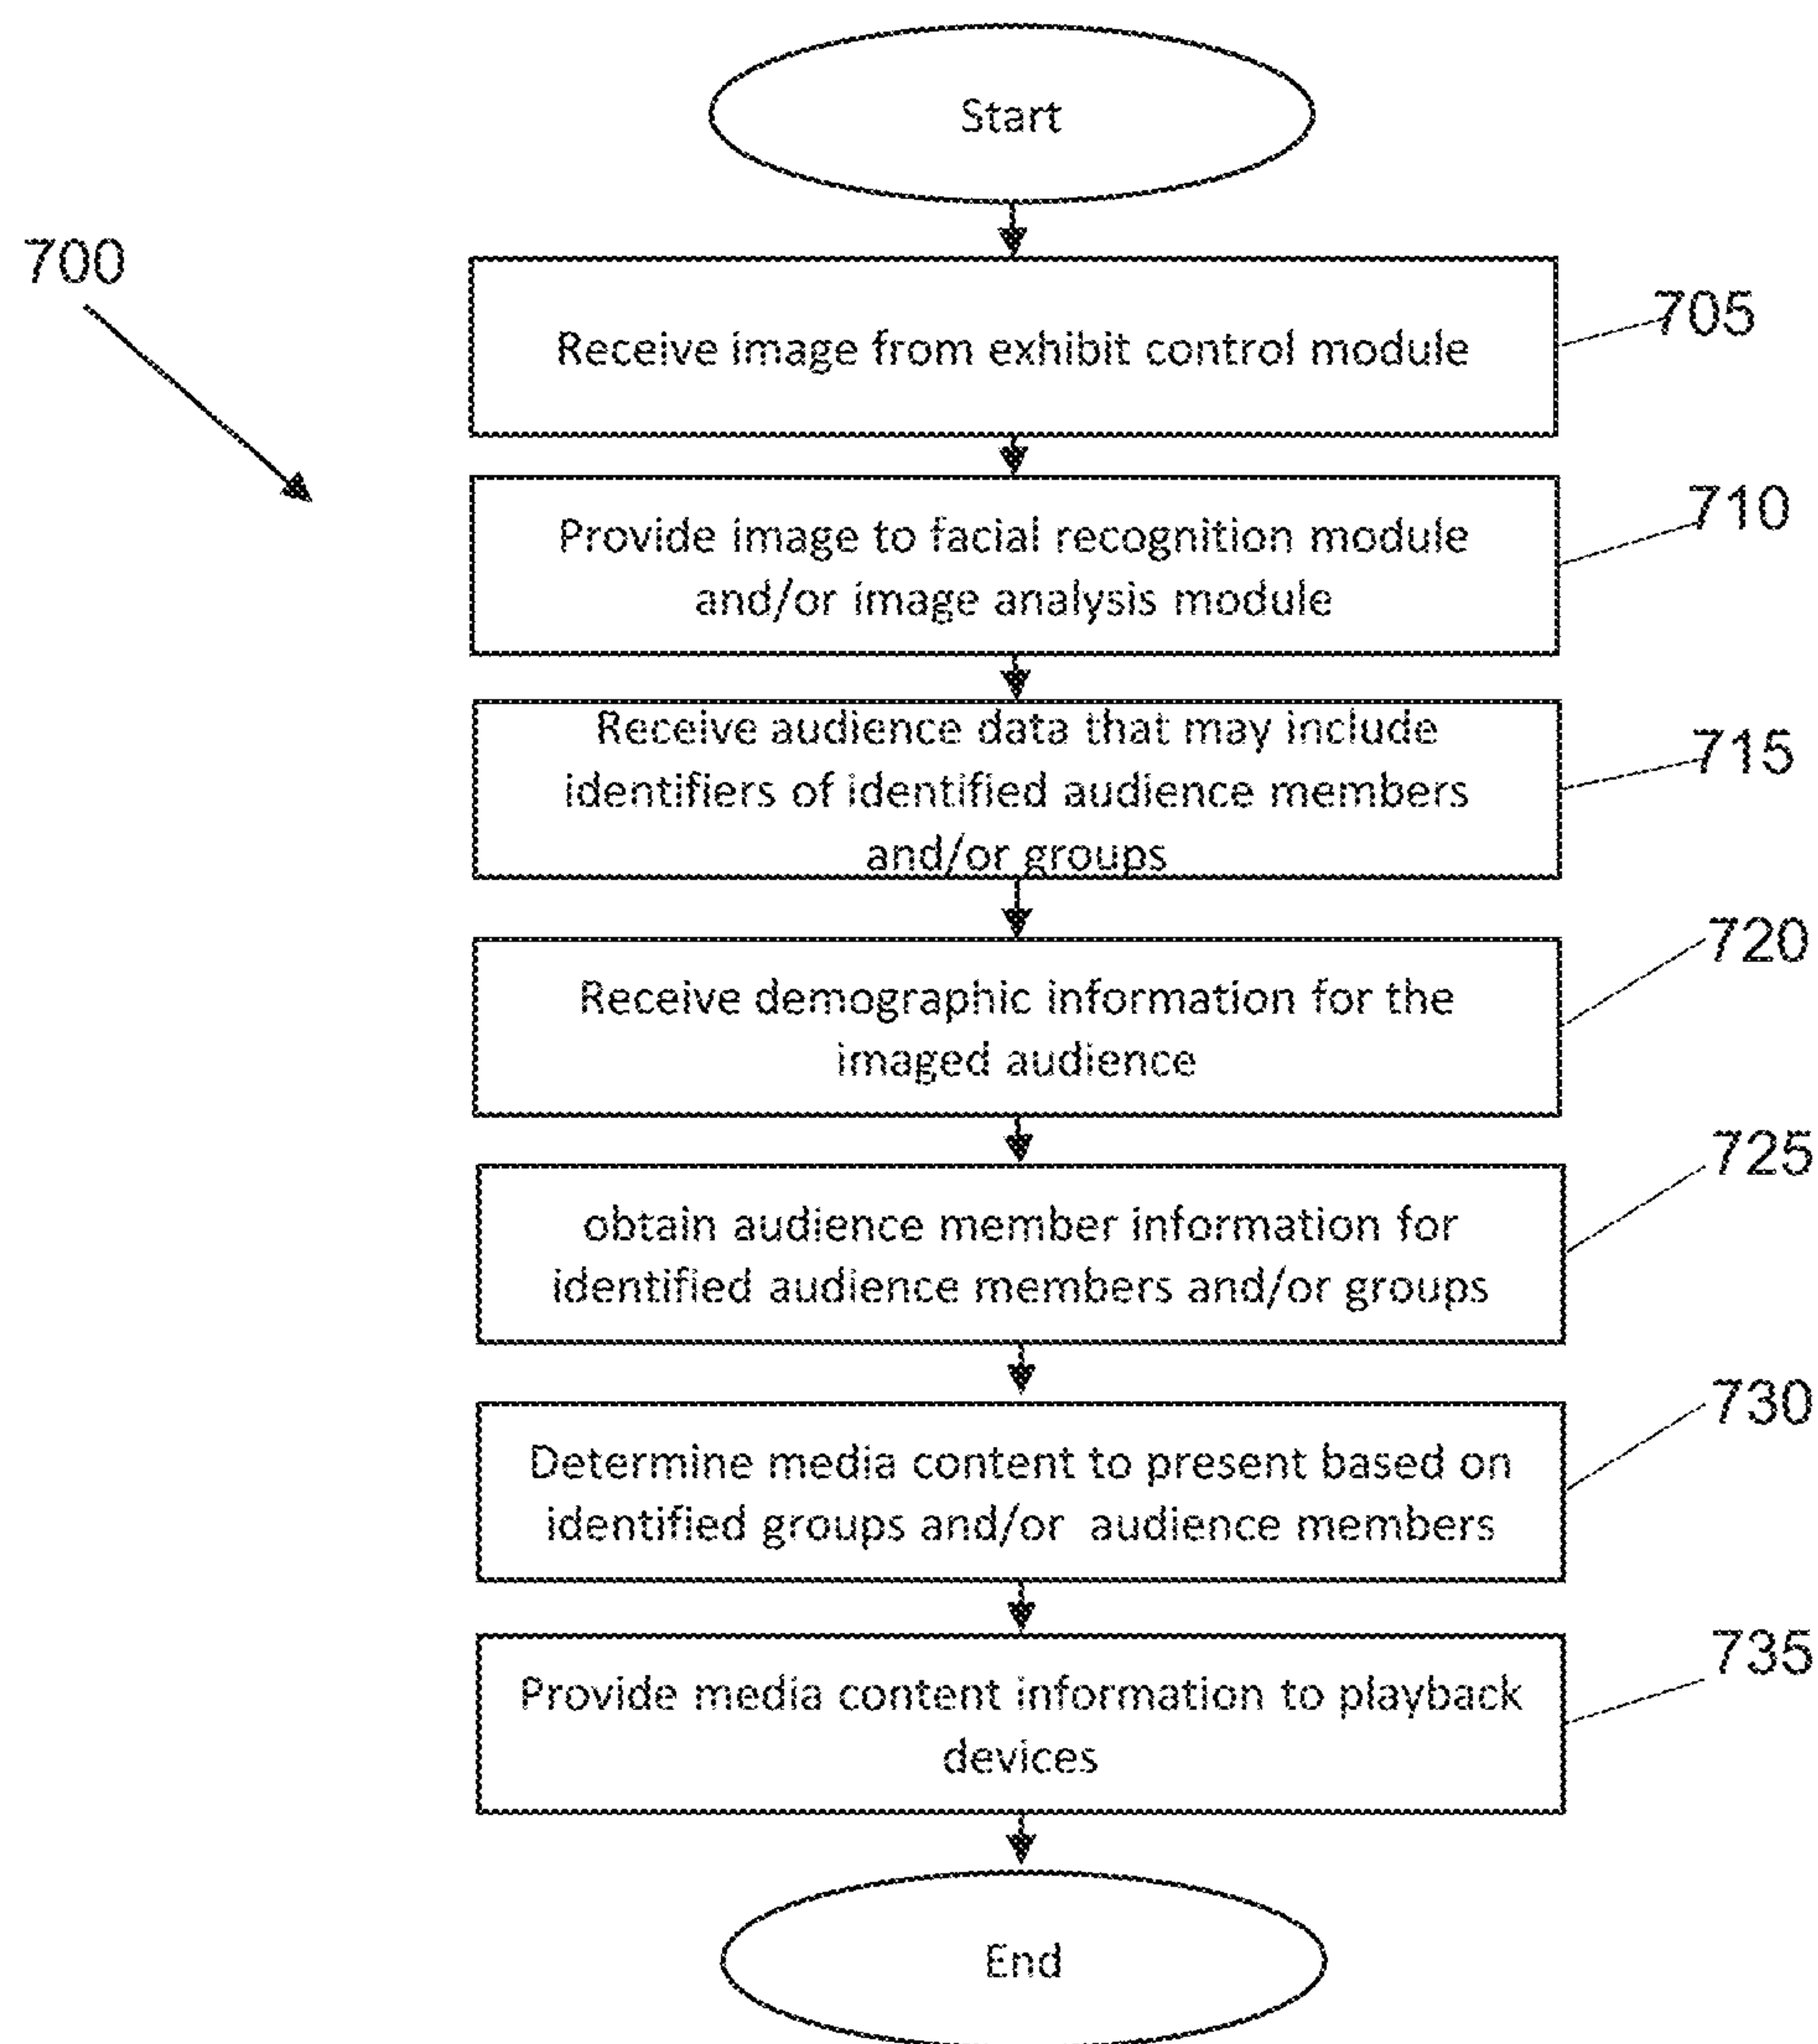 Start
700
Receive image from exhibit control module
705
Provide image to facial recognition module
and/or image analysis module
710
Receive audience data that may include
identifiers of identified audience members
and/or groups
715
Receive demographic information for the
imaged audience
720
obtain audience member information for
identified audience members and/or groups
725
Determine media content to present based on
identified groups and/or audience members
730
Provide media content information to playback
devices
735
End